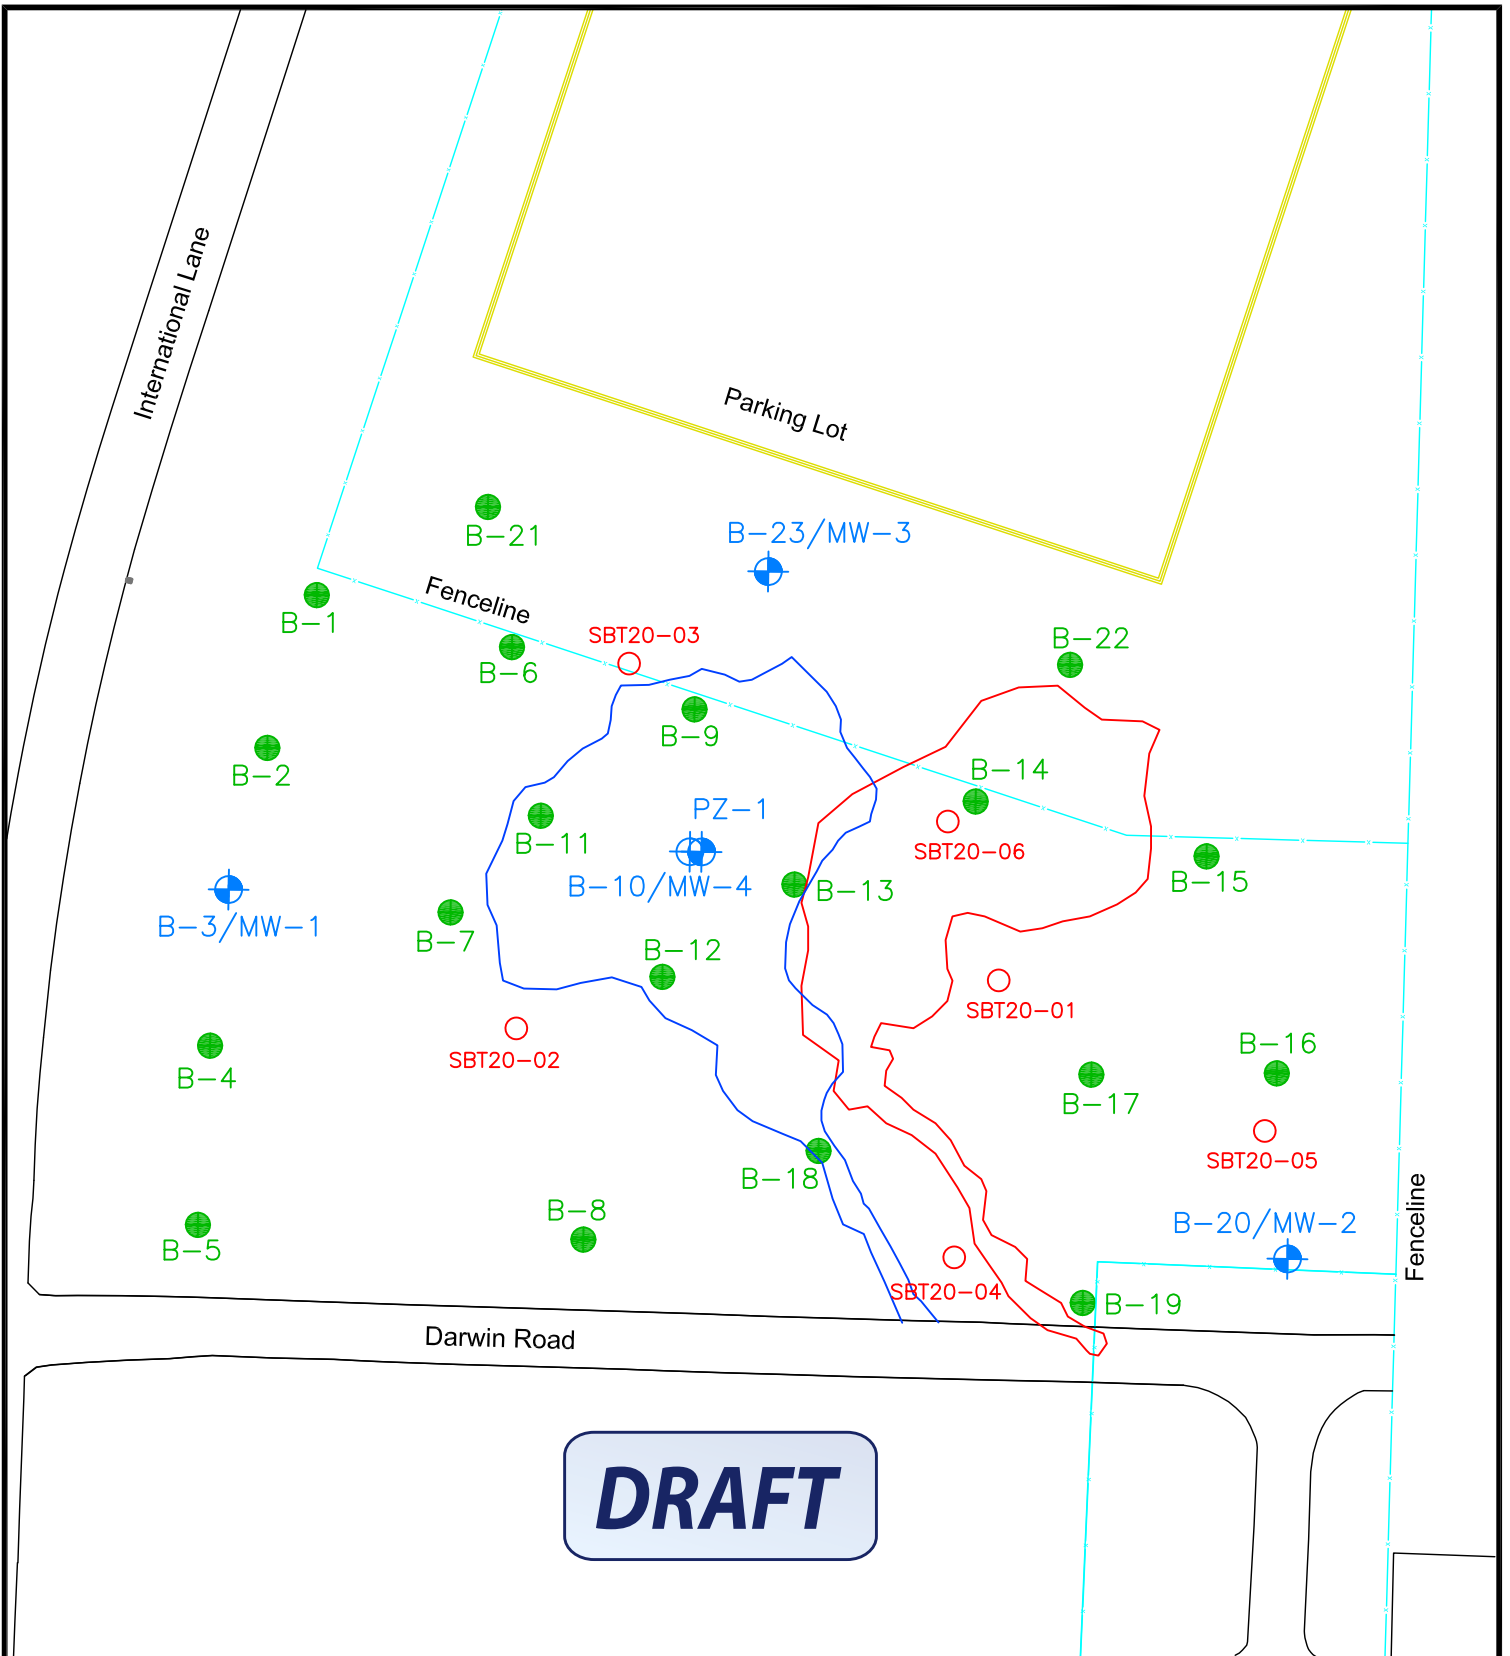 International Lane
Parking Lot
B-21
B-23/MW-3
Fenceline
B-1
SBT20-03
B-22
B-6
B-9
B-2
B-14
PZ-1
B-11
SBT20-06
B-15
B-10/MW-4
B-13
B-3/MW-1
B-7
B-12
SBT20-01
SBT20-02
B-16
B-4
B-17
SBT20-05
B-18
B-8
B-20/MW-2
Fenceline
B-5
SBT20-04
B-19
Darwin Road
DRAFT